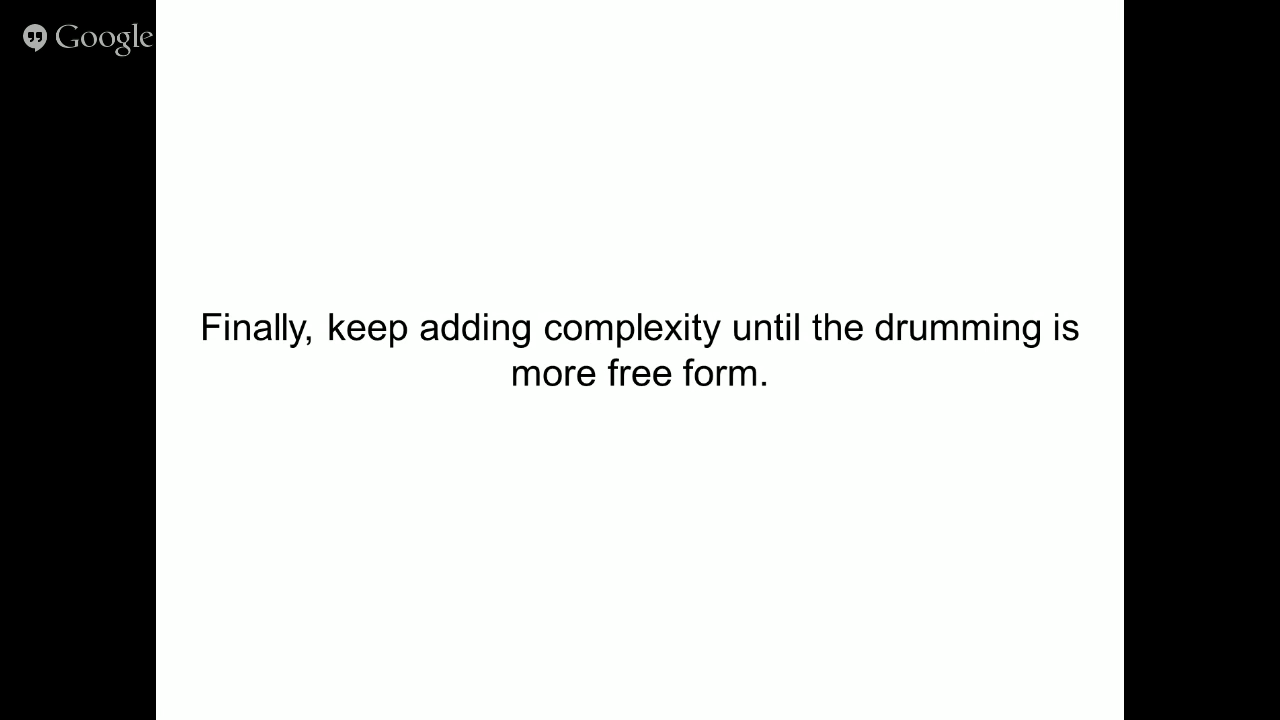 Google
Finally, keep adding complexity until the drumming is
more free form.